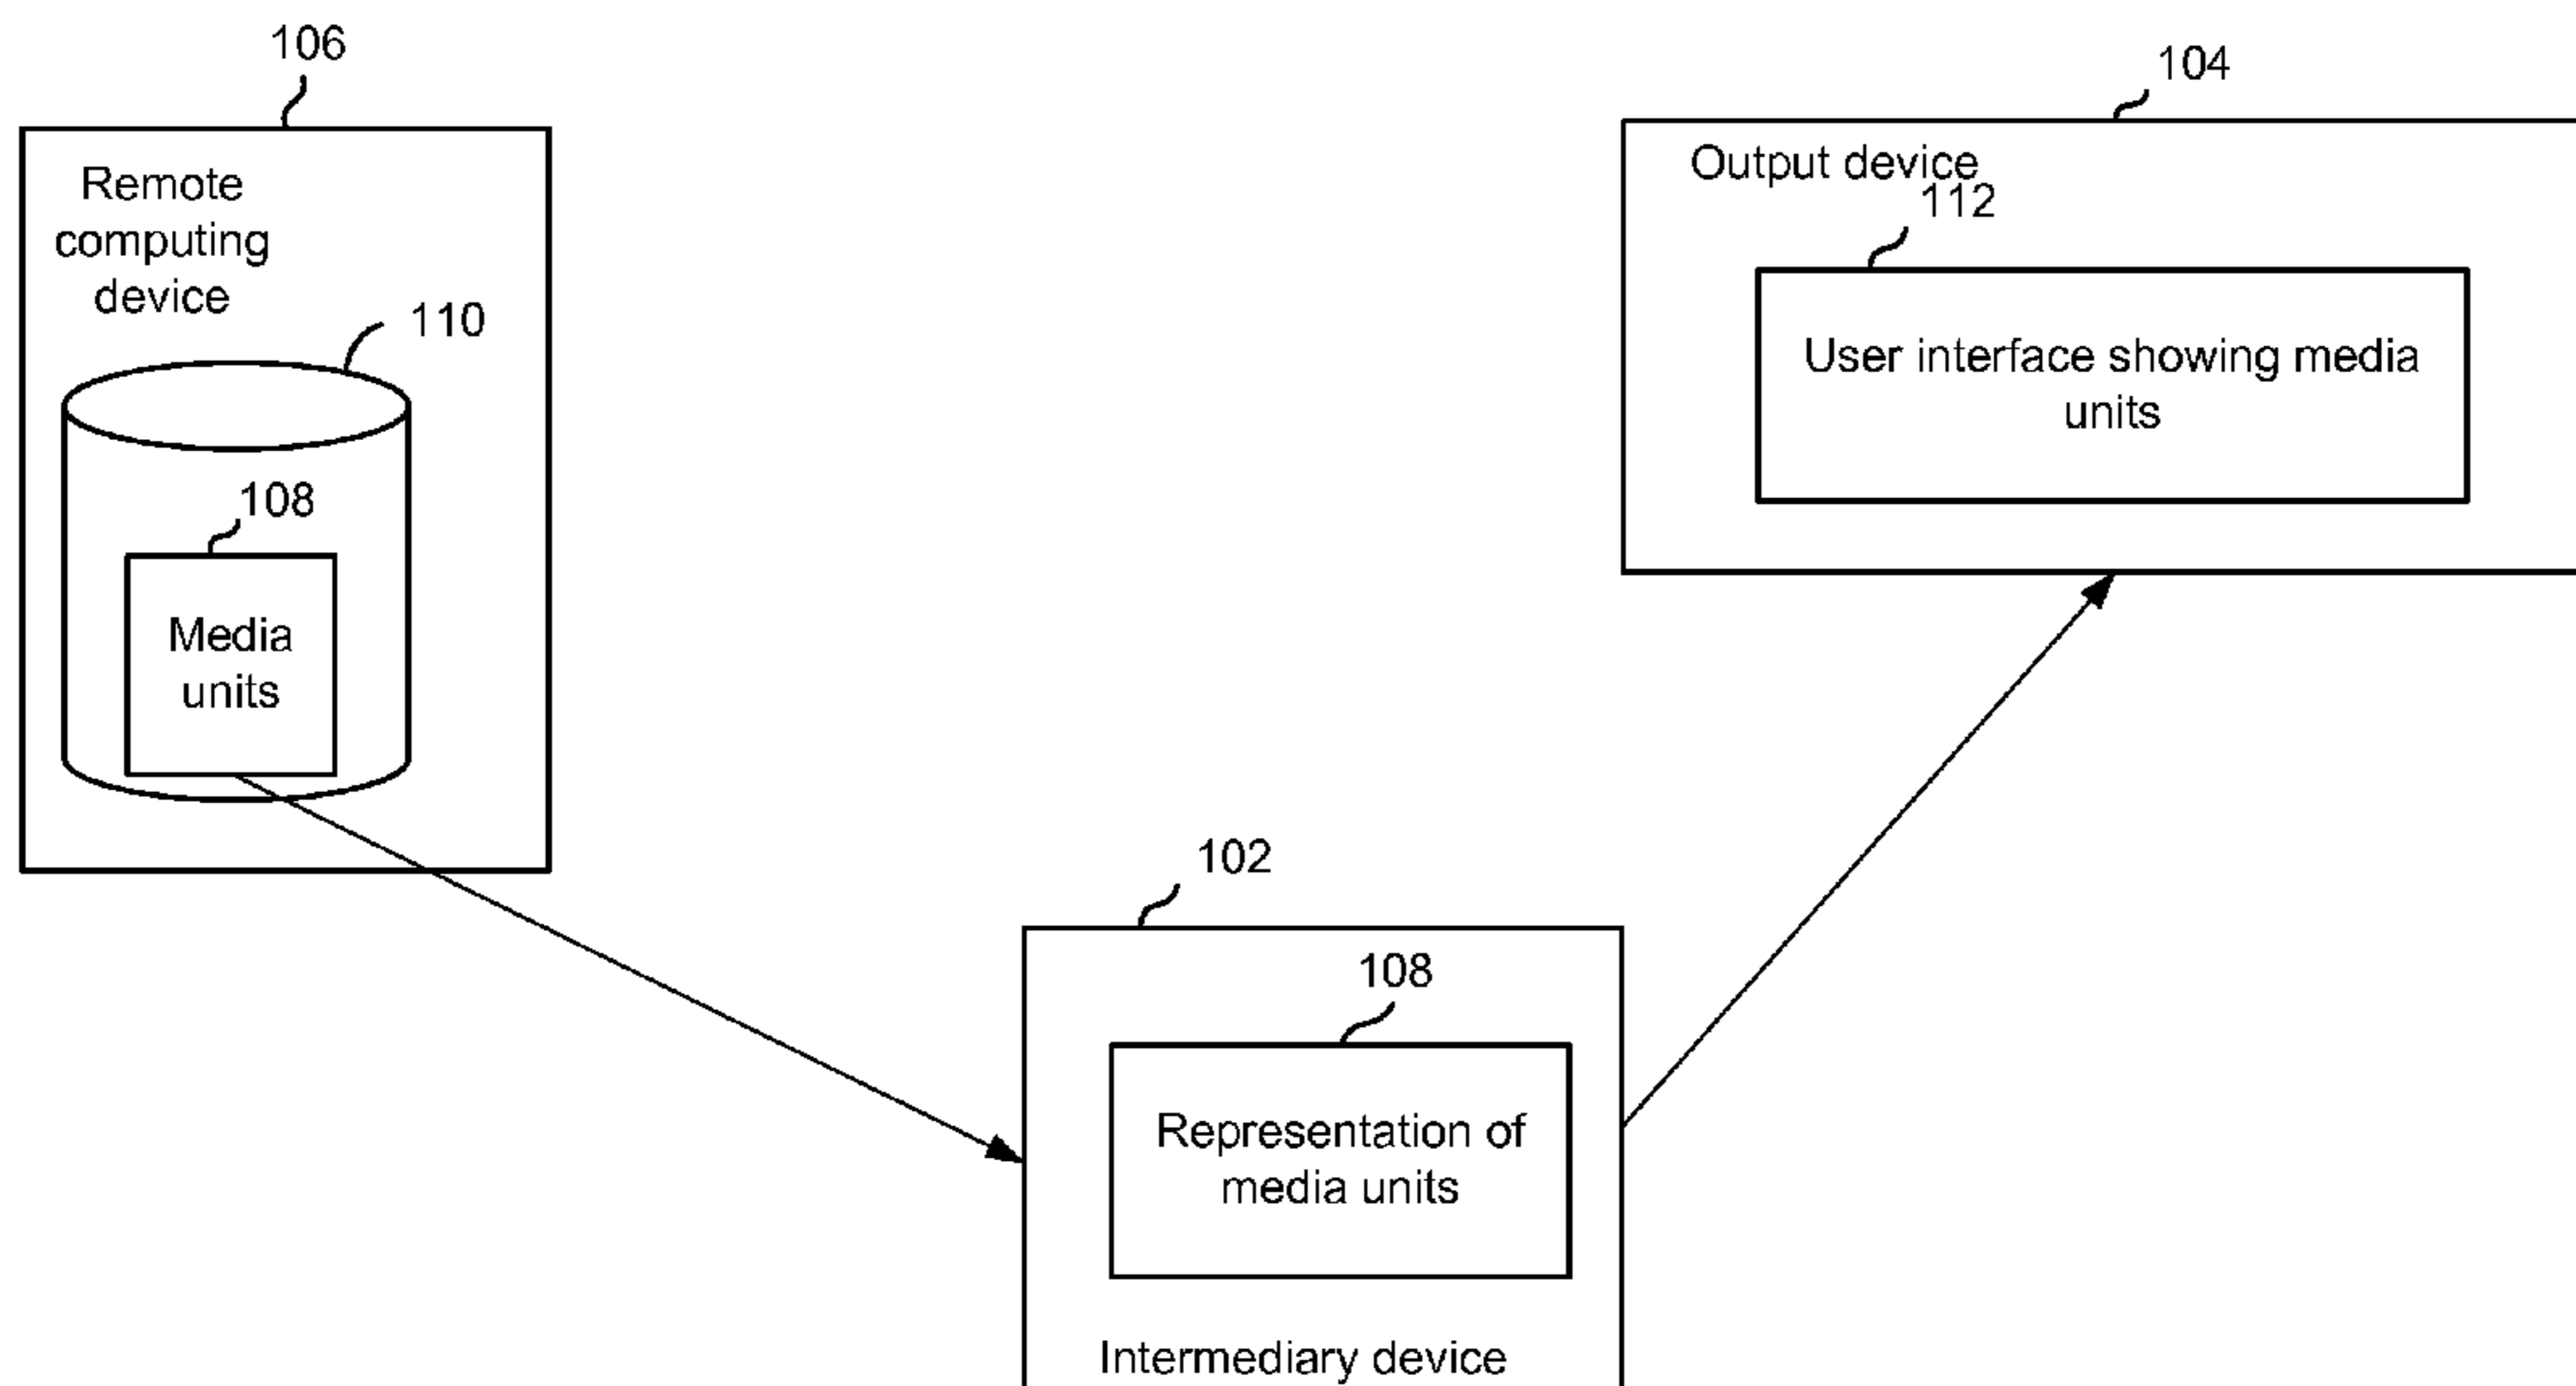 106
Remote
computing
device
110
108
Media
units
104
Output device
112
User interface showing media
units
102
108
Representation of
media units
Intermediary device